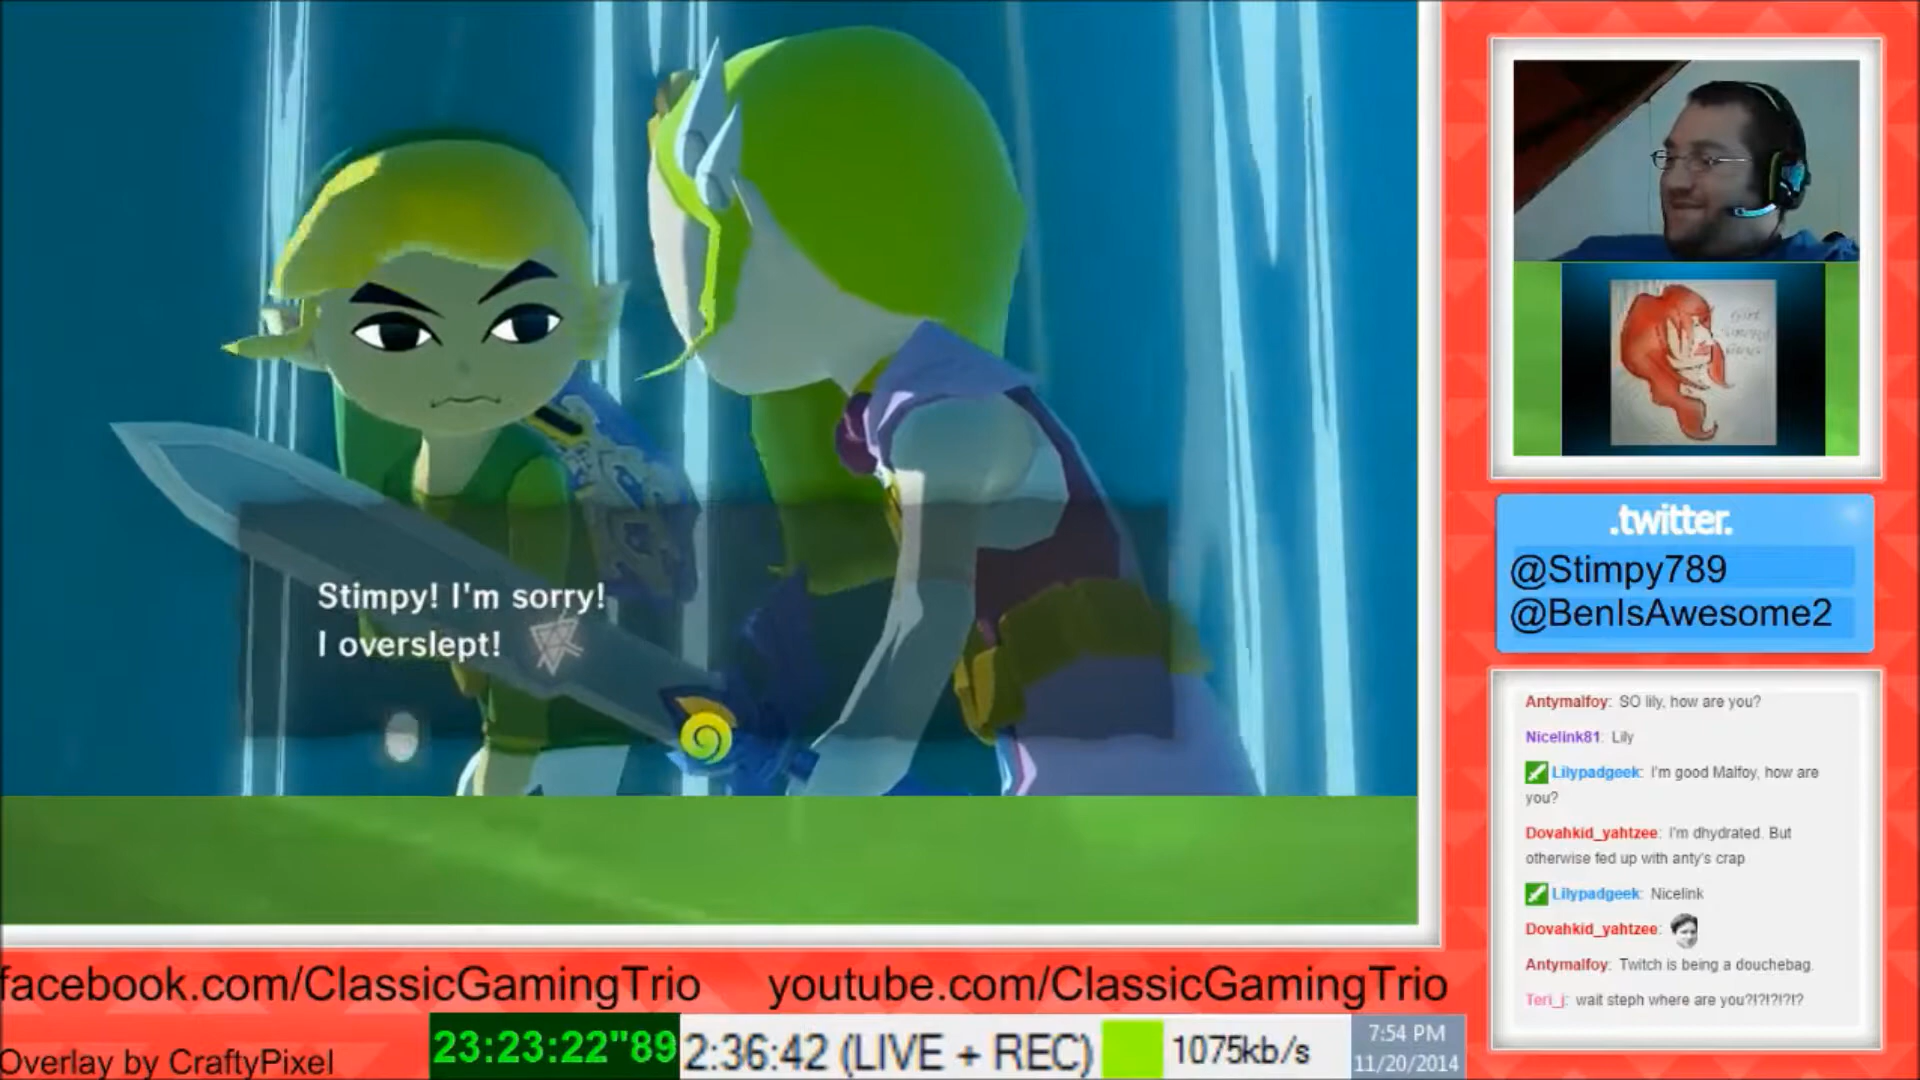 Stimpy! I'm sorry!
I overslept!
.twitter.
@Stimpy789
@BenIsAwesome2
Antymalfoy: SO lily, how are you?
Nicelink81: Lily
Lilypadgeek: I'm good Malfoy, how are
you?
Dovahkid_yahtzee: I'm dhydrated. But
otherwise fed up with anty's crap
Lilypadgeek: Nicelink
Dovahkid_yahtzee:
Antymalfoy: Twitch is being a douchebag.
Teri_j: wait steph where are you?!?!?!?!?
facebook.com/ClassicGamingTrio youtube.com/ClassicGamingTrio
Overlay by CraftyPixel
23:23:22"89
2:36:42 (LIVE + REC)
1075kb/s
7:54 PM
11/20/2014